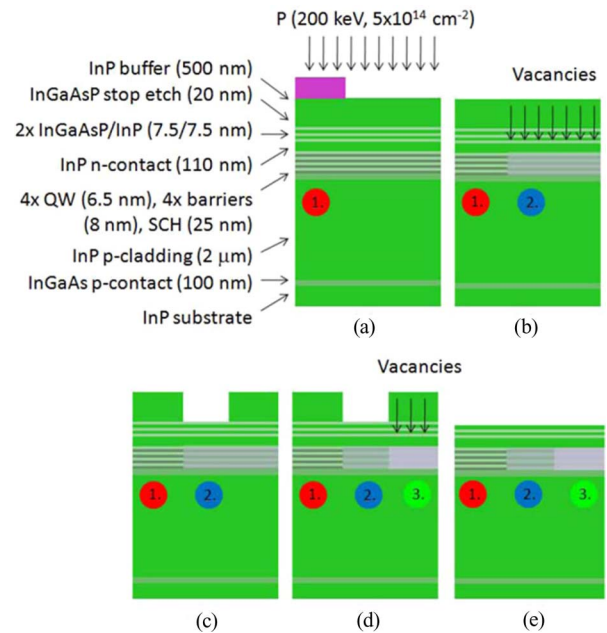 P (200 keV, 5x10¹⁴ cm⁻²)
InP buffer (500 nm)
InGaAsP stop etch (20 nm)
2x InGaAsP/InP (7.5/7.5 nm)
InP n-contact (110 nm)
4x QW (6.5 nm), 4x barriers
(8 nm), SCH (25 nm)
InP p-cladding (2 μm)
InGaAs p-contact (100 nm)
InP substrate
1.
(a)
Vacancies
1.
2.
(b)
Vacancies
1.
2.
(c)
1.
2.
3.
(d)
1.
2.
3.
(e)